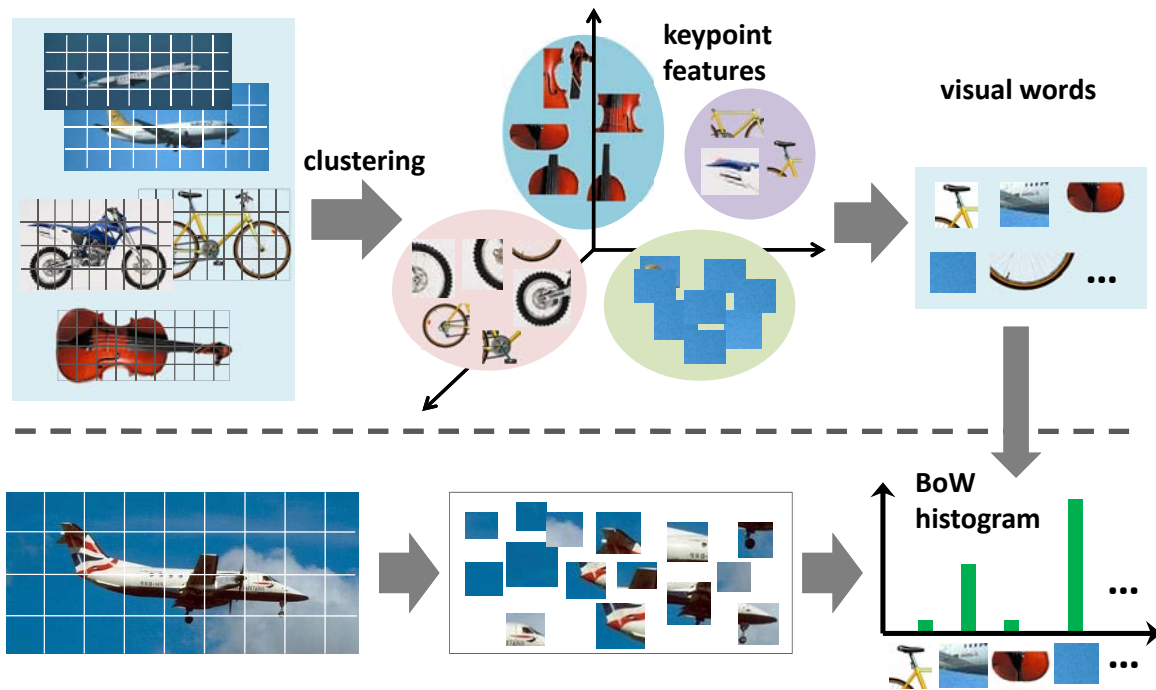 keypoint
features
visual words
clustering
...
BoW
histogram
...
...